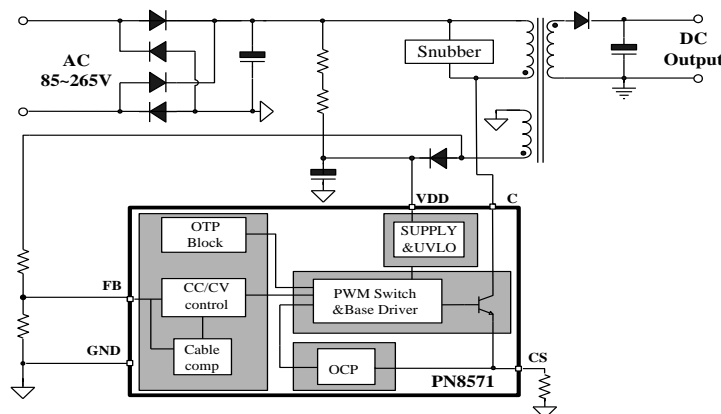 AC
85~265V
Snubber
DC
Output
VDD
C
OTP
Block
SUPPLY
&UVLO
FB
CC/CV
control
PWM Switch
&Base Driver
Cable
comp
GND
OCP
CS
PN8571